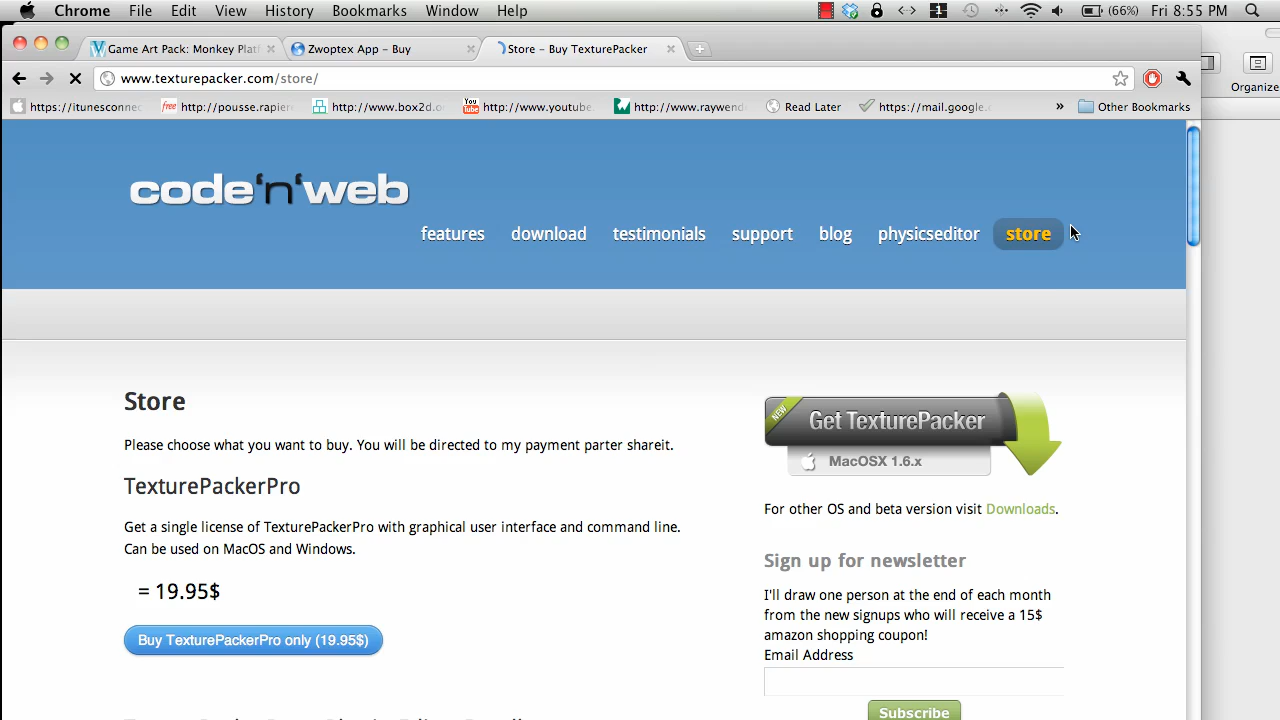 Chrome File Edit View History Bookmarks Window Help 1 (66%) Fri 8:55 PM
Game Art Pack: Monkey Platf Zwoptex App – Buy Store – Buy TexturePacker
www.texturepacker.com/store/
Organize
https://itunesconnec free http://pousse.rapier http://www.box2d.o You Tube http://www.youtube. http://www.raywend Read Later https://mail.google. » Other Bookmarks
code'n'web
features download testimonials support blog physicseditor store
Store
Please choose what you want to buy. You will be directed to my payment parter shareit.
TexturePackerPro
Get a single license of TexturePackerPro with graphical user interface and command line.
Can be used on MacOS and Windows.
= 19.95$
Buy TexturePackerPro only (19.95$)
NEW Get TexturePacker
MacOSX 1.6.x
For other OS and beta version visit Downloads.
Sign up for newsletter
I'll draw one person at the end of each month
from the new signups who will receive a 15$
amazon shopping coupon!
Email Address
Subscribe